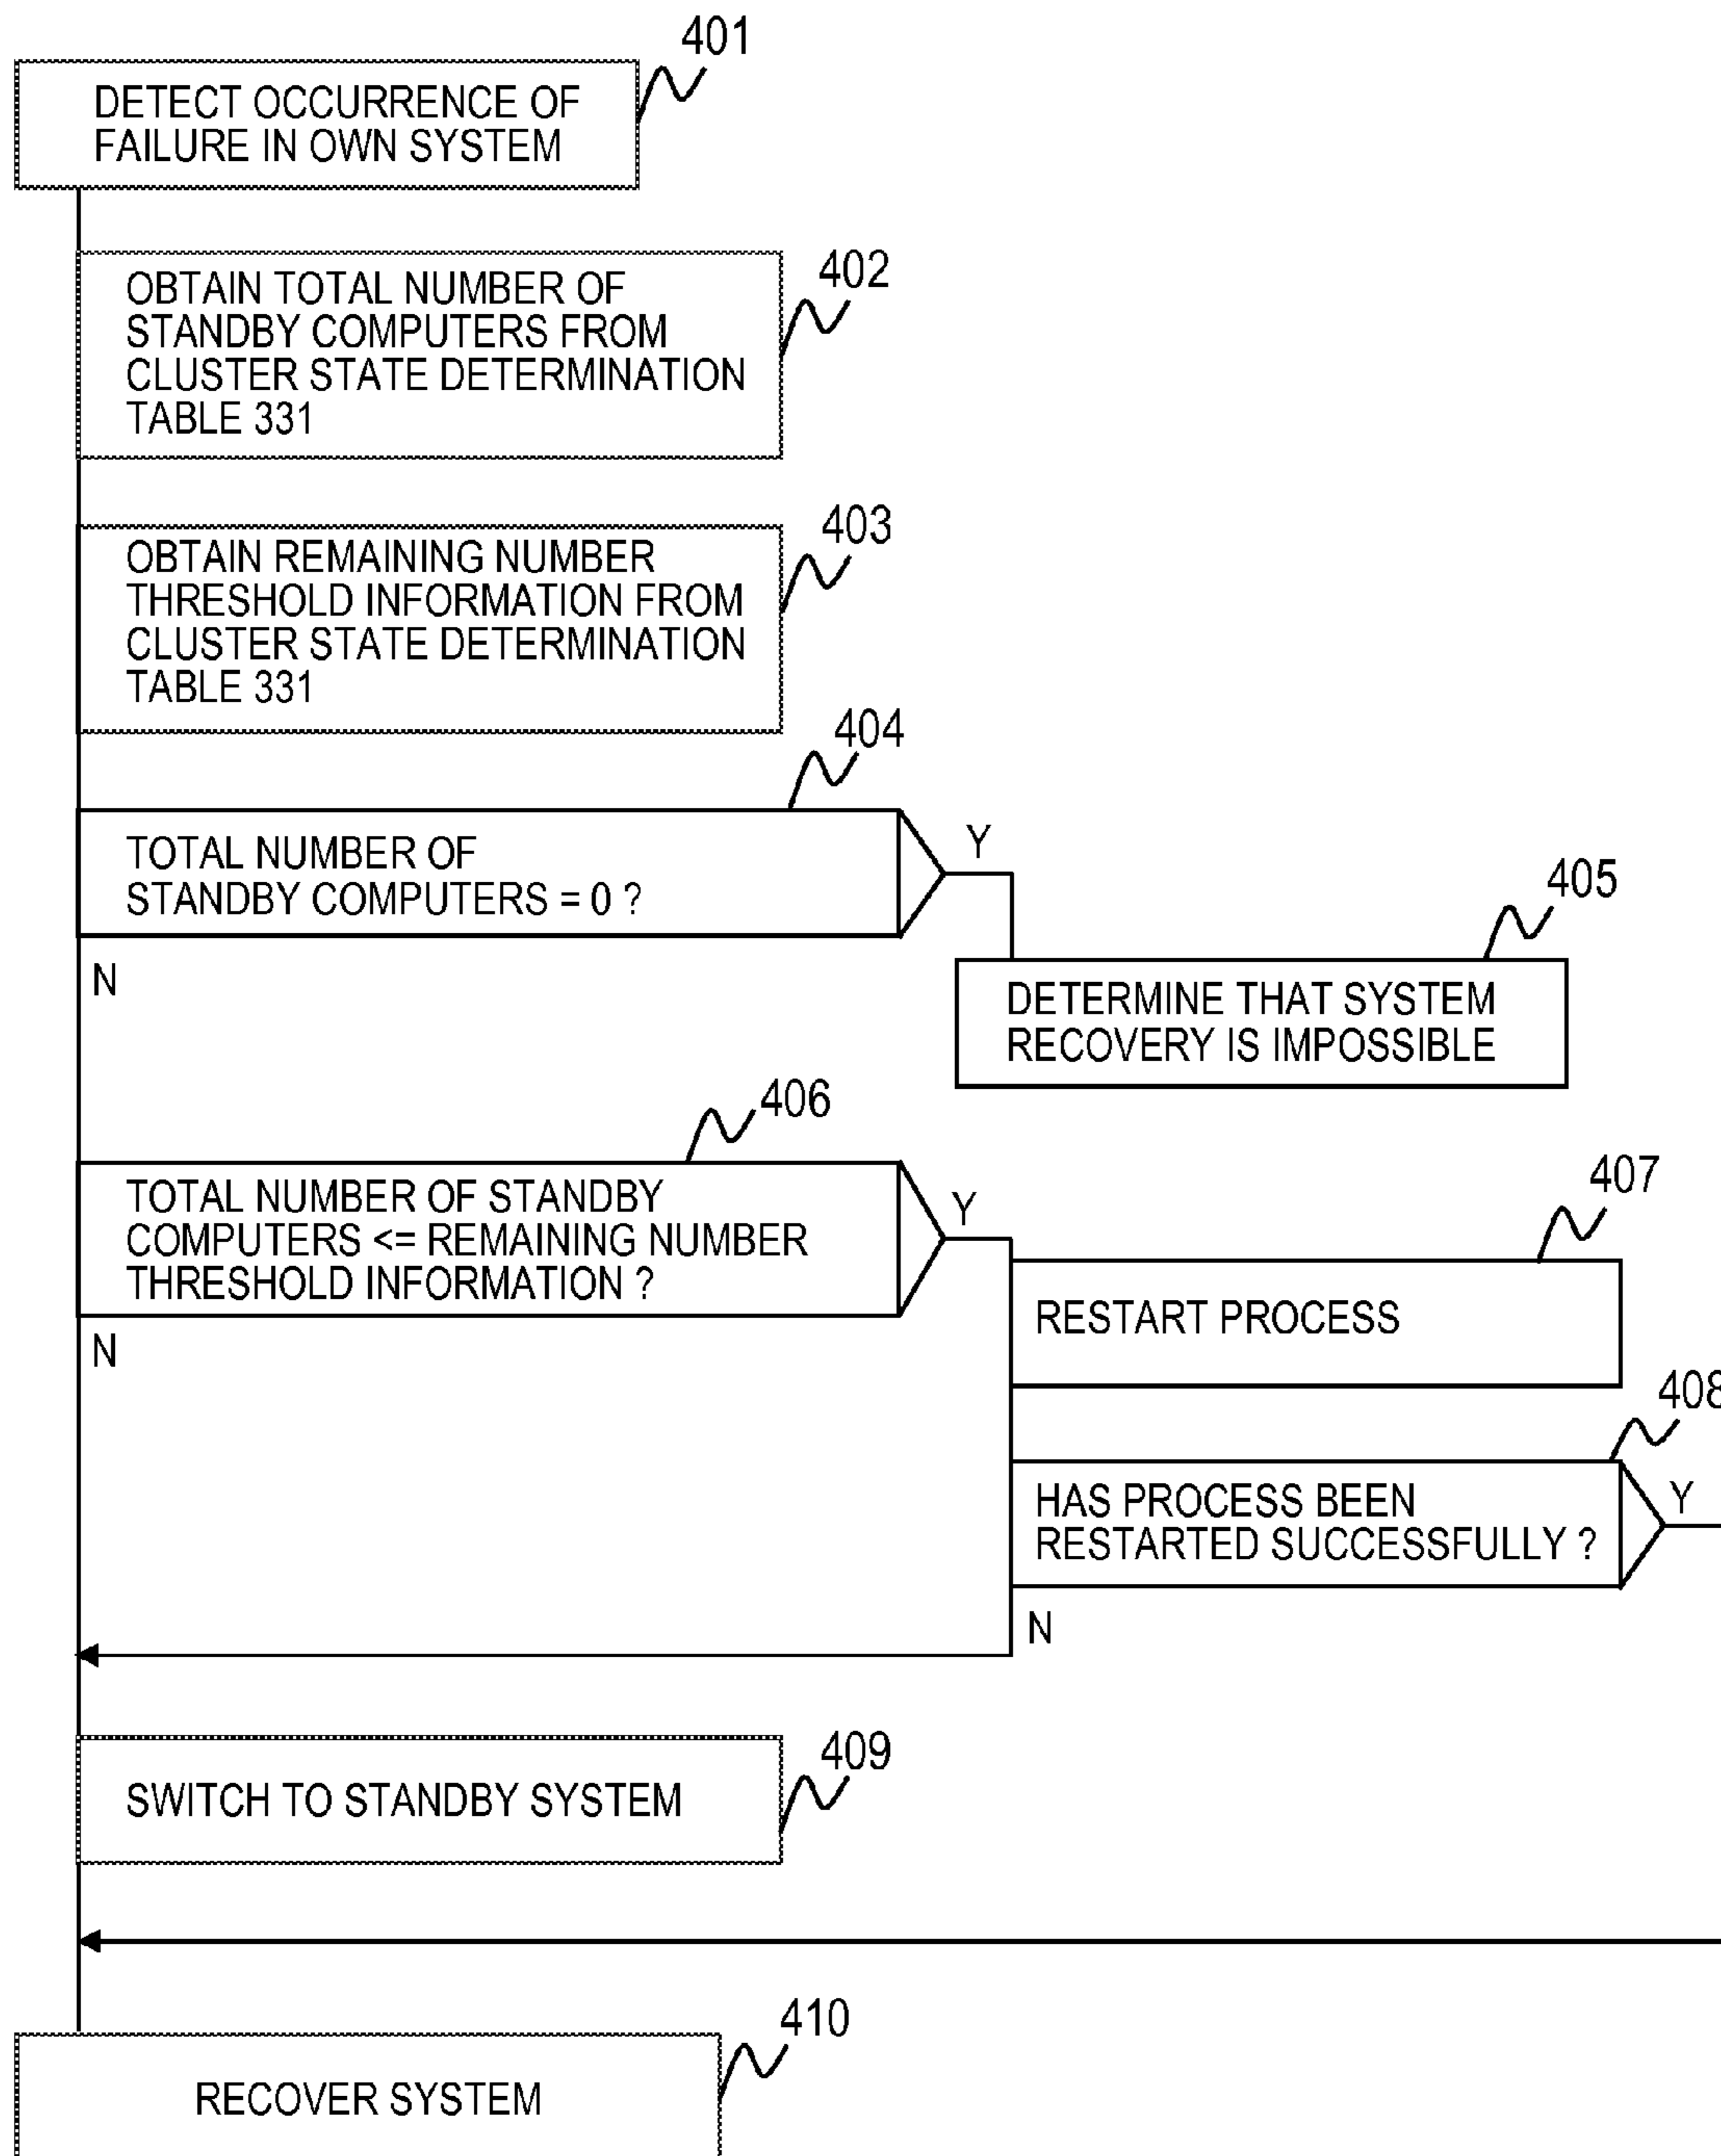 401
DETECT OCCURRENCE OF
FAILURE IN OWN SYSTEM
402
OBTAIN TOTAL NUMBER OF
STANDBY COMPUTERS FROM
CLUSTER STATE DETERMINATION
TABLE 331
403
OBTAIN REMAINING NUMBER
THRESHOLD INFORMATION FROM
CLUSTER STATE DETERMINATION
TABLE 331
404
TOTAL NUMBER OF
STANDBY COMPUTERS = 0 ?
Y
N
405
DETERMINE THAT SYSTEM
RECOVERY IS IMPOSSIBLE
406
TOTAL NUMBER OF STANDBY
COMPUTERS <= REMAINING NUMBER
THRESHOLD INFORMATION ?
Y
N
407
RESTART PROCESS
408
HAS PROCESS BEEN
RESTARTED SUCCESSFULLY ?
Y
N
409
SWITCH TO STANDBY SYSTEM
410
RECOVER SYSTEM